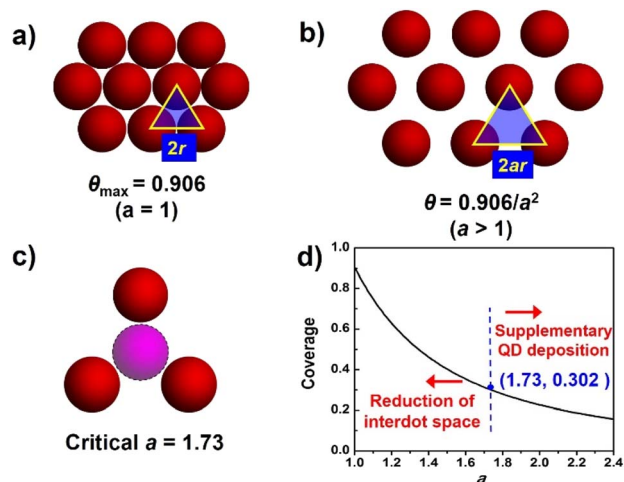 a)
2r
θmax = 0.906
(a = 1)
b)
2ar
θ = 0.906/a²
(a > 1)
c)
Critical a = 1.73
d)
Coverage
1.0
0.8
0.6
0.4
0.2
0.0
Supplementary
QD deposition
(1.73, 0.302 )
Reduction of
interdot space
1.0 1.2 1.4 1.6 1.8 2.0 2.2 2.4
a